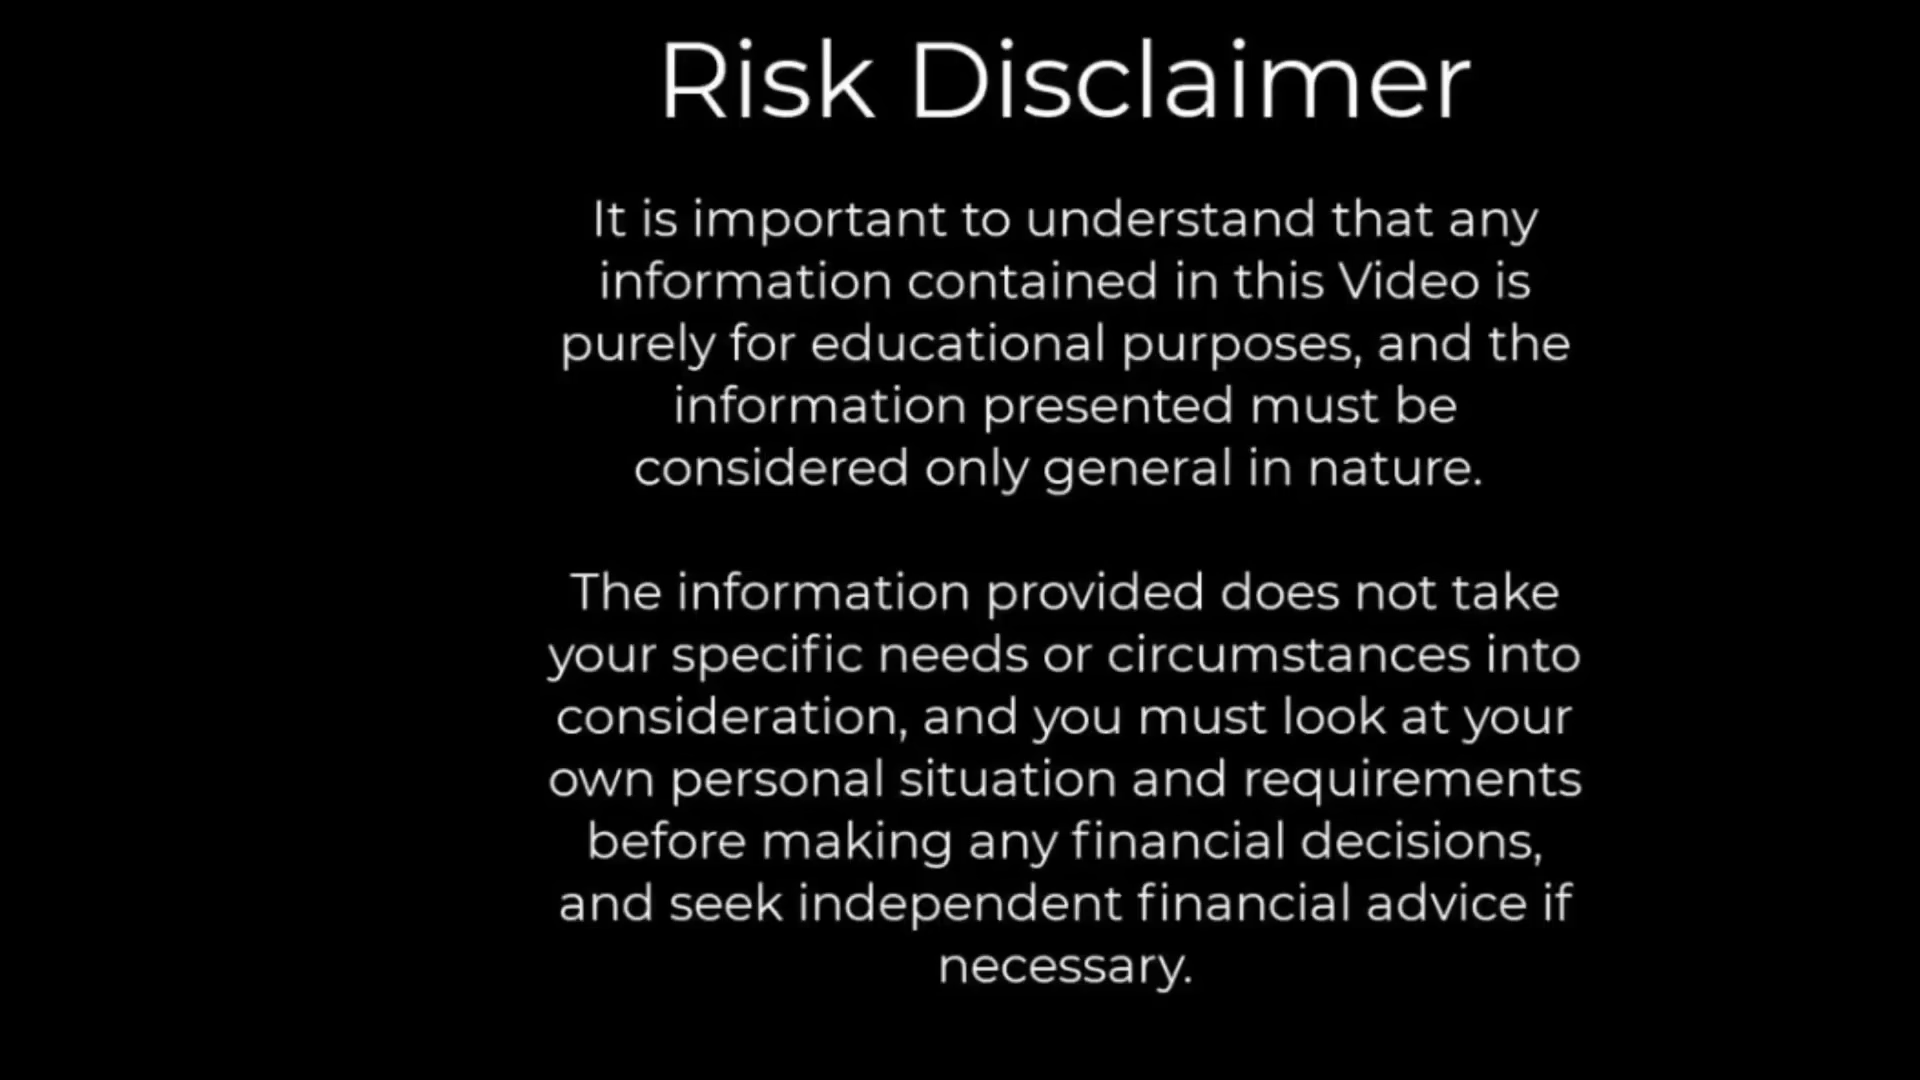 Risk Disclaimer
It is important to understand that any
information contained in this Video is
purely for educational purposes, and the
information presented must be
considered only general in nature.
The information provided does not take
your specific needs or circumstances into
consideration, and you must look at your
own personal situation and requirements
before making any financial decisions,
and seek independent financial advice if
necessary.